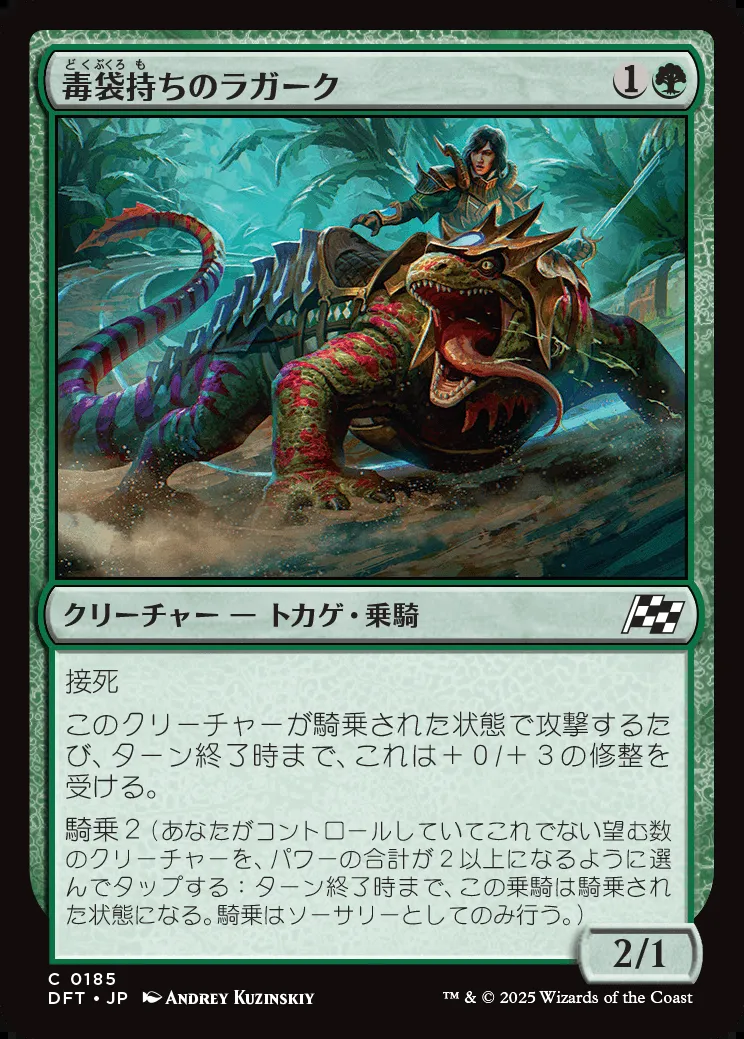 どくぶくろ も
毒袋持ちのラガーク
1
クリーチャー — トカゲ・乗騎
接死
このクリーチャーが騎乗された状態で攻撃するた
び、ターン終了時まで、これは＋０/＋３の修整を
受ける。
騎乗２（あなたがコントロールしていてこれでない望む数
のクリーチャーを、パワーの合計が２以上になるように選
んでタップする：ターン終了時まで、この乗騎は騎乗され
た状態になる。騎乗はソーサリーとしてのみ行う。）
2/1
C 0185
DFT • JP Andrey Kuzinskiy
™ & © 2025 Wizards of the Coast